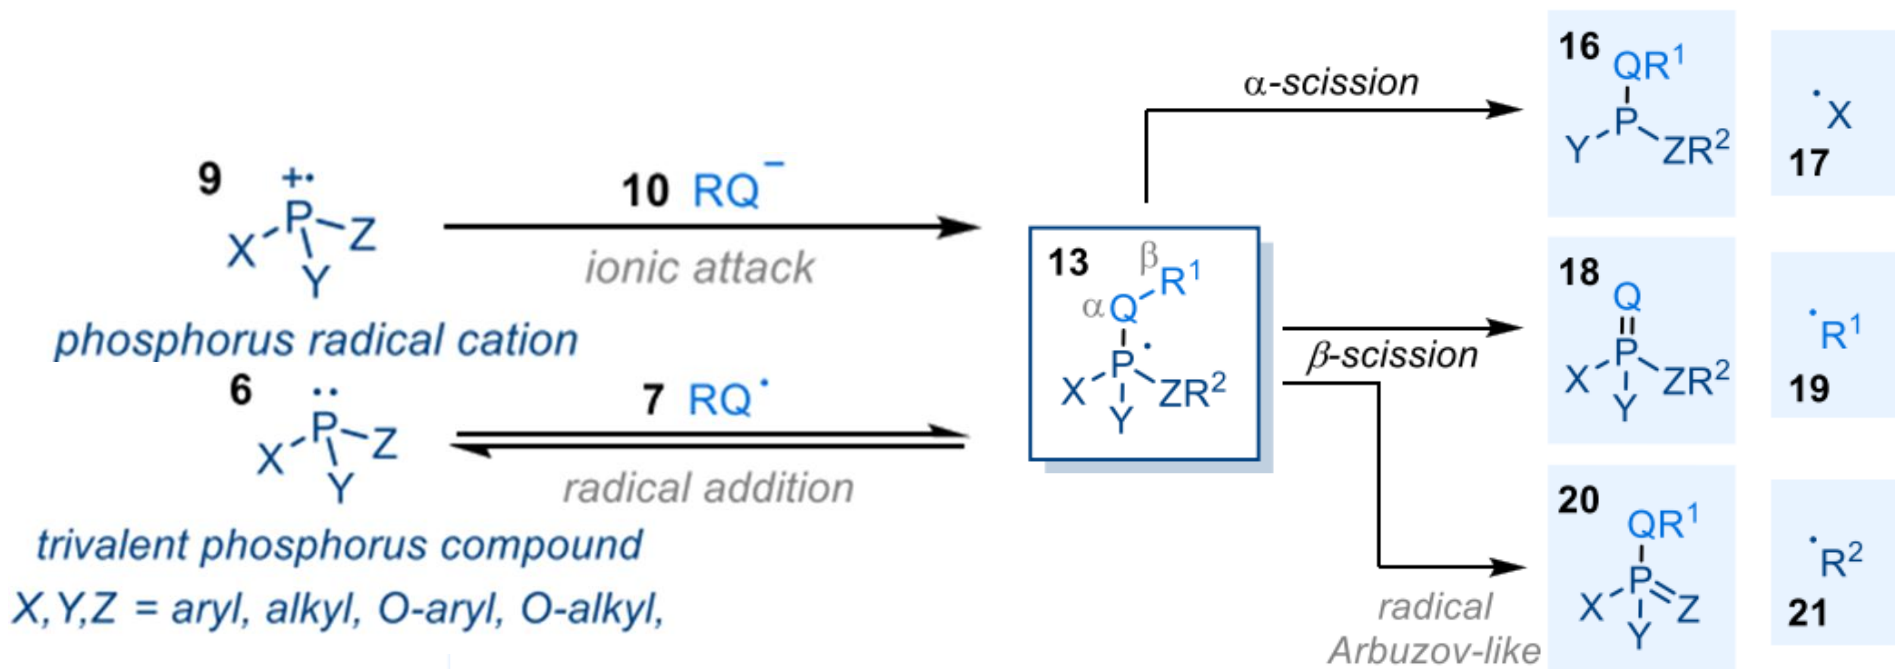 9
+•
P
X
Z
Y
phosphorus radical cation
10 RQ−
ionic attack
6
••
P
X
Z
Y
trivalent phosphorus compound
X,Y,Z = aryl, alkyl, O-aryl, O-alkyl,
7 RQ•
radical addition
13
β
R1
α Q
P•
X
ZR2
Y
α-scission
β-scission
radical
Arbuzov-like
16
QR1
P
Y
ZR2
•X
17
18
Q
P
X
ZR2
Y
•R1
19
20
QR1
P
X
Z
Y
•R2
21